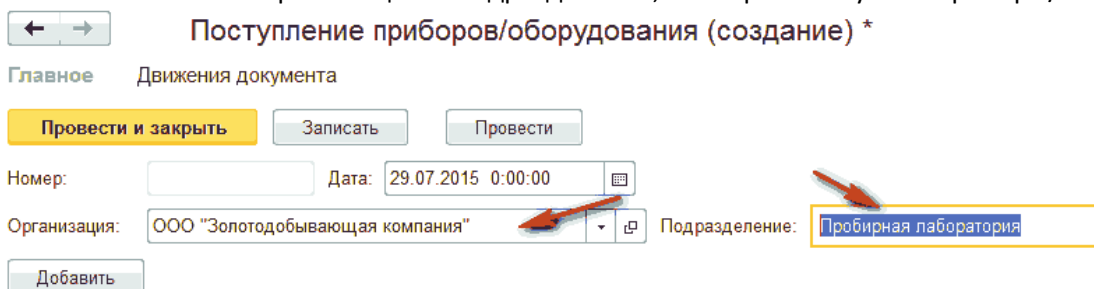 Поступление приборов/оборудования (создание) *
Главное Движения документа
Провести и закрыть Записать Провести
Номер: Дата: 29.07.2015 0:00:00
Организация: ООО "Золотодобывающая компания" Подразделение: Пробирная лаборатория
Добавить